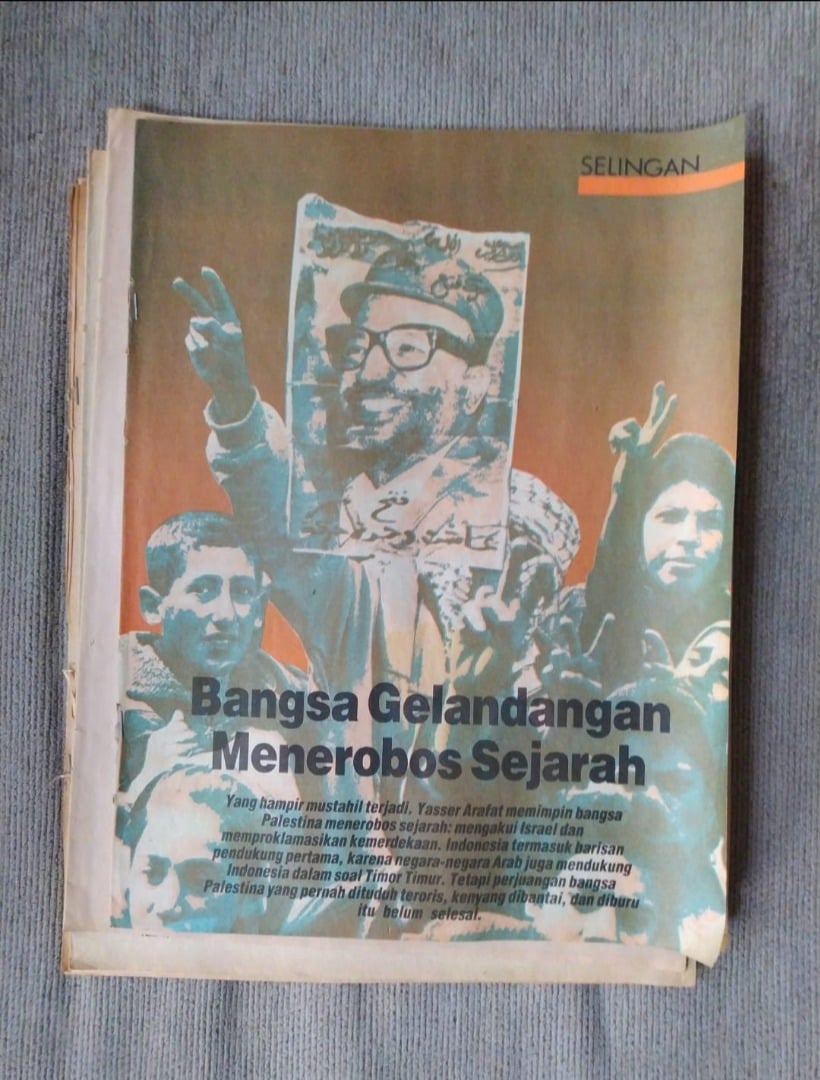 SELINGAN
فتح
Bangsa Gelandangan
Menerobos Sejarah
Yang hampir mustahil terjadi. Yasser Arafat memimpin bangsa
Palestina menerobos sejarah: mengakui Israel dan
memproklamasikan kemerdekaan. Indonesia termasuk barisan
pendukung pertama, karena negara-negara Arab juga mendukung
Indonesia dalam soal Timor Timur. Tetapi perjuangan bangsa
Palestina yang pernah dituduh teroris, kenyang dibantai, dan diburu
itu belum selesai.